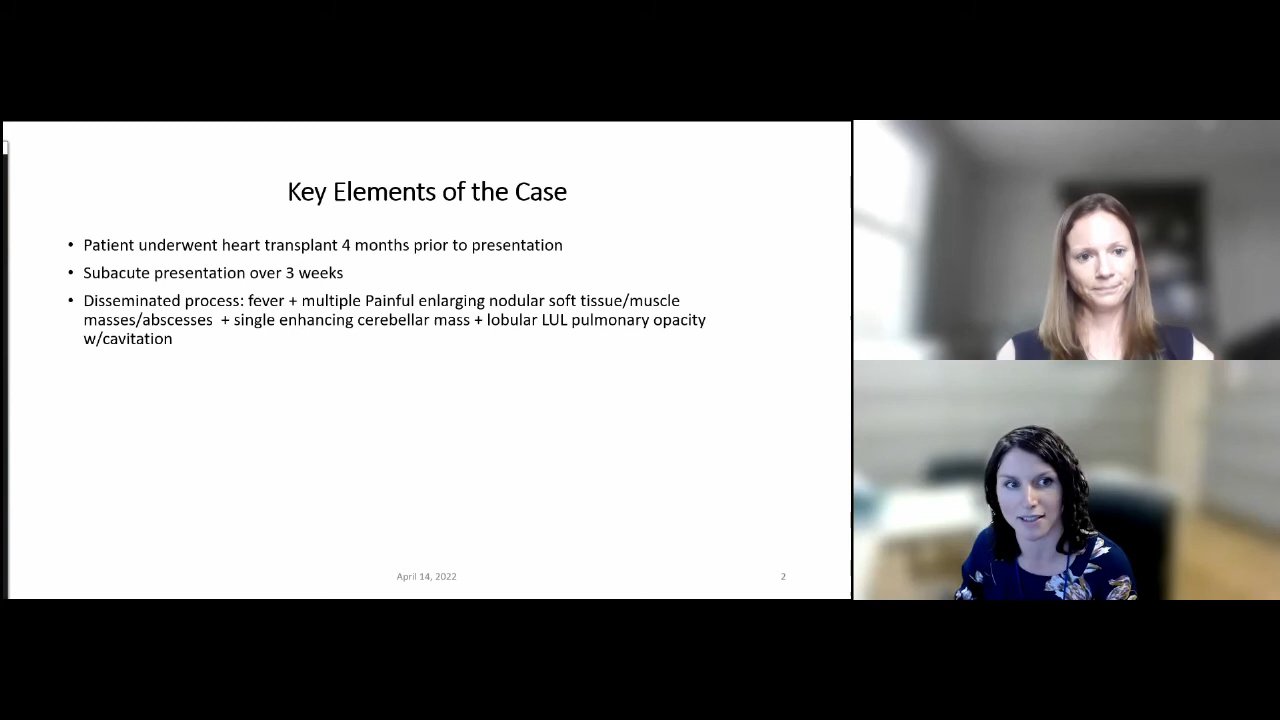 Key Elements of the Case
• Patient underwent heart transplant 4 months prior to presentation
• Subacute presentation over 3 weeks
• Disseminated process: fever + multiple Painful enlarging nodular soft tissue/muscle
masses/abscesses + single enhancing cerebellar mass + lobular LUL pulmonary opacity
w/cavitation
April 14, 2022
2